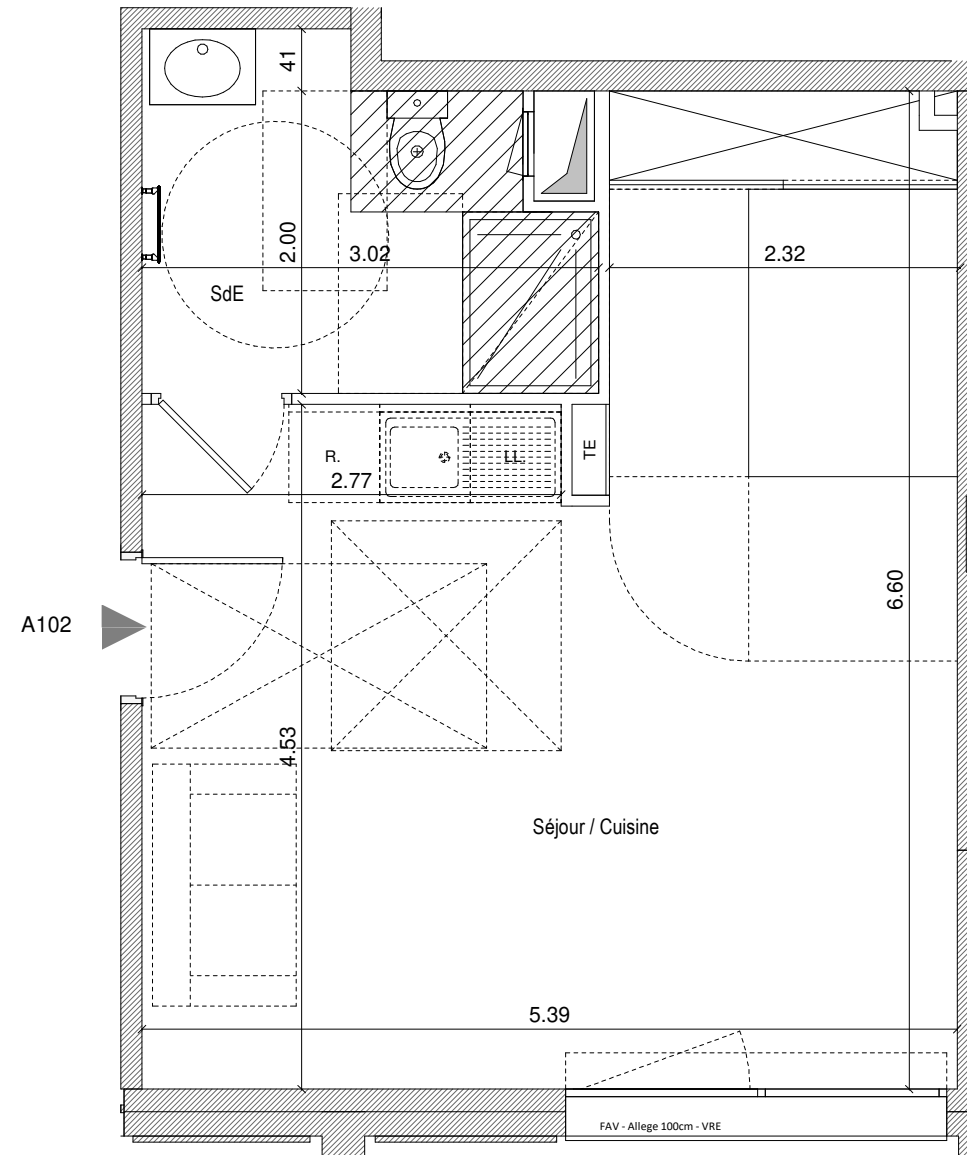 41
2.00
3.02
2.32
SdE
R.
LL
TE
2.77
6.60
A102
4.53
Séjour / Cuisine
5.39
FAV - Allege 100cm - VRE